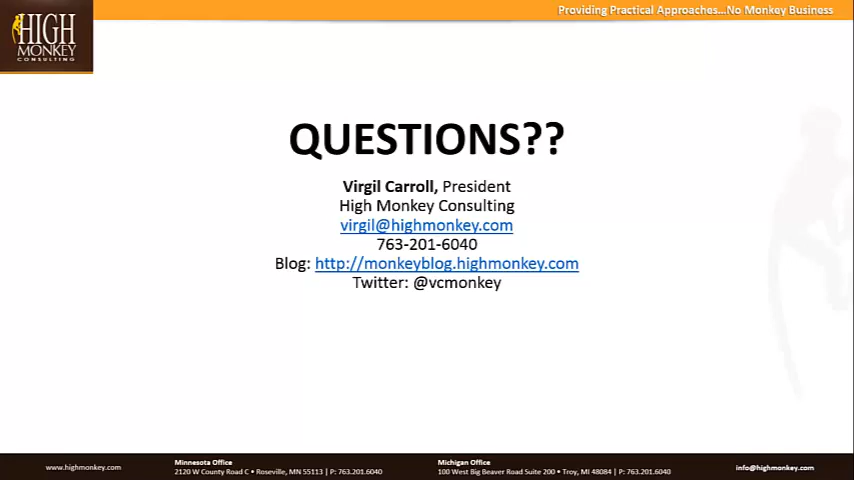 Providing Practical Approaches...No Monkey Business
HIGH
MONKEY
CONSULTING
QUESTIONS??
Virgil Carroll, President
High Monkey Consulting
virgil@highmonkey.com
763-201-6040
Blog: http://monkeyblog.highmonkey.com
Twitter: @vcmonkey
www.highmonkey.com
Minnesota Office
2120 W County Road C • Roseville, MN 55113 | P: 763.201.6040
Michigan Office
100 West Big Beaver Road Suite 200 • Troy, MI 48084 | P: 763.201.6040
info@highmonkey.com